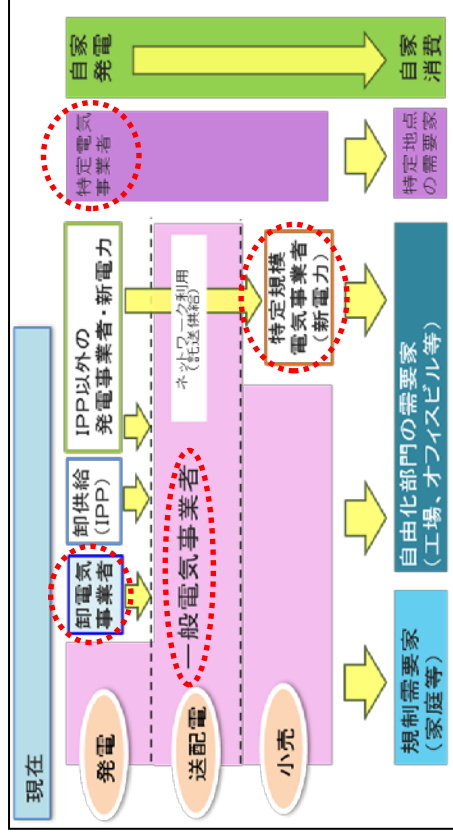 現在
発電
送配電
小売
卸電気
事業者
卸供給
(IPP)
IPP以外の
発電事業者・新電力
特定電気
事業者
自家
発電
一般電気事業者
ネットワーク利用
(託送供給)
特定規模
電気事業者
(新電力)
規制需要家
(家庭等)
自由化部門の需要家
(工場、オフィスビル等)
特定地点
の需要家
自家
消費